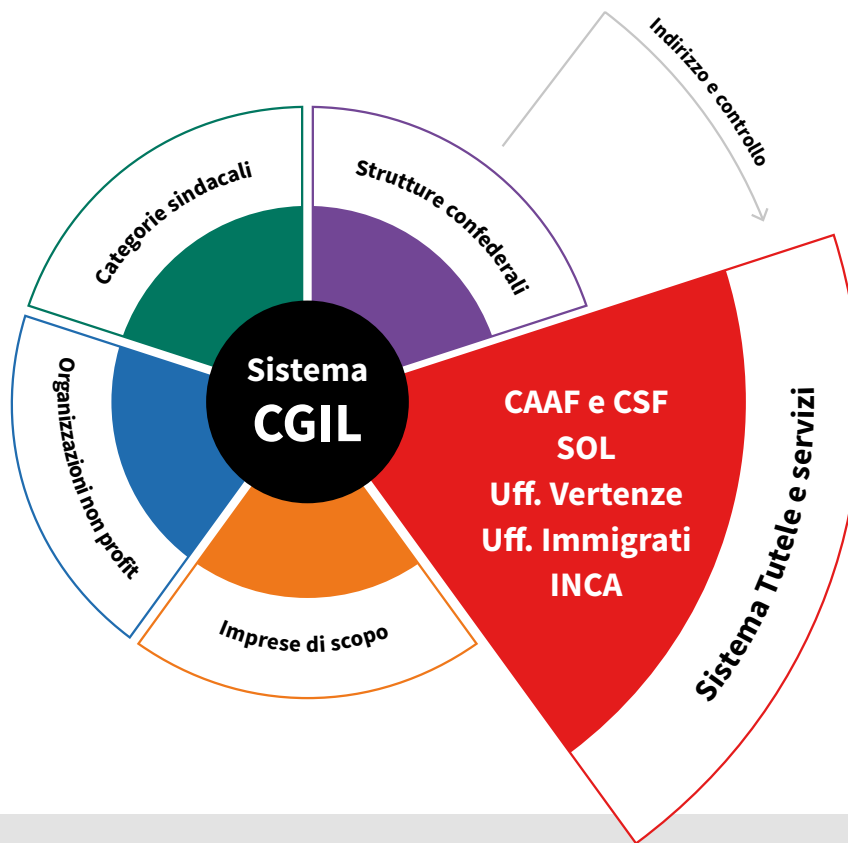 Indirizzo e controllo
Categorie sindacali
Strutture confederali
Sistema
CGIL
CAAF e CSF
SOL
Uff. Vertenze
Uff. Immigrati
INCA
Sistema Tutele e servizi
Organizzazioni non profit
Imprese di scopo